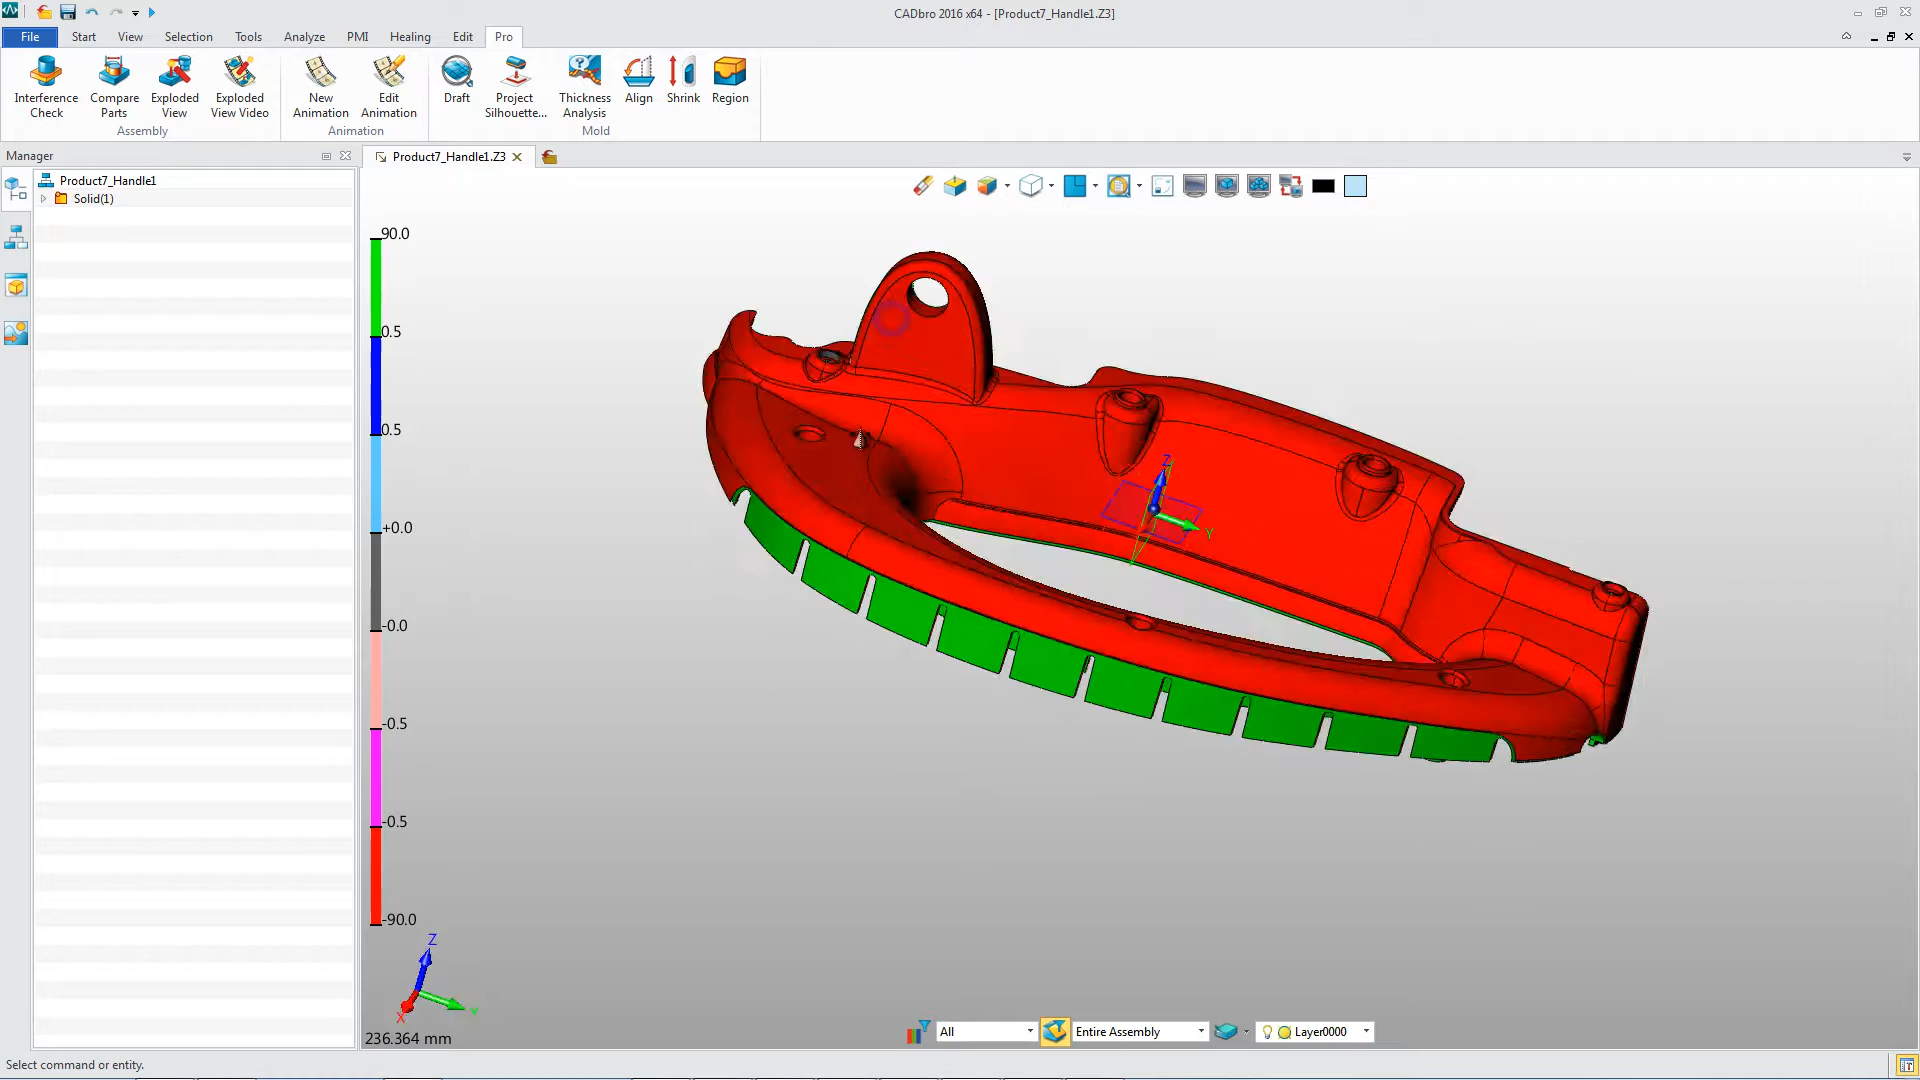 CADbro 2016 x64 - [Product7_Handle1.Z3]
File Start View Selection Tools Analyze PMI Healing Edit Pro
Interference Check
Compare Parts
Exploded View
Exploded View Video
Assembly
New Animation
Edit Animation
Animation
Draft
Project Silhouette...
Thickness Analysis
Align
Shrink
Region
Mold
Manager
Product7_Handle1.Z3
Product7_Handle1
Solid(1)
90.0
0.5
0.5
+0.0
-0.0
-0.5
-0.5
-90.0
Z
Y
Z
Y
X
236.364 mm
All
Entire Assembly
Layer0000
Select command or entity.